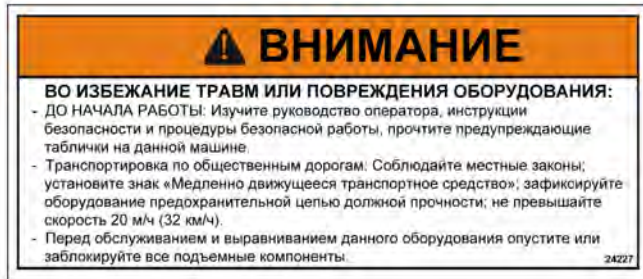 ВНИМАНИЕ
ВО ИЗБЕЖАНИЕ ТРАВМ ИЛИ ПОВРЕЖДЕНИЯ ОБОРУДОВАНИЯ:
- ДО НАЧАЛА РАБОТЫ: Изучите руководство оператора, инструкции
безопасности и процедуры безопасной работы, прочтите предупреждающие
таблички на данной машине.
- Транспортировка по общественным дорогам: Соблюдайте местные законы;
установите знак «Медленно движущееся транспортное средство»; зафиксируйте
оборудование предохранительной цепью должной прочности; не превышайте
скорость 20 м/ч (32 км/ч).
- Перед обслуживанием и выравниванием данного оборудования опустите или
заблокируйте все подъемные компоненты.
24227